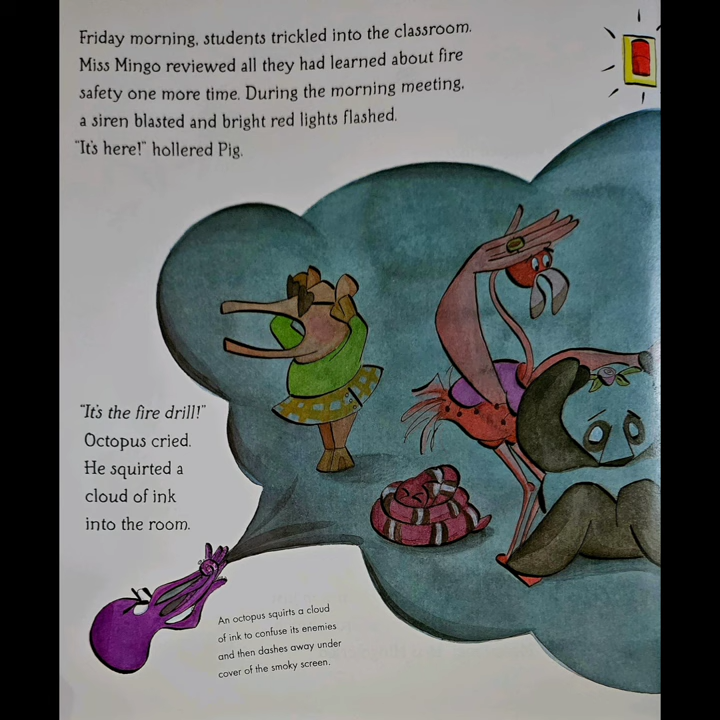 Friday morning, students trickled into the classroom.
Miss Mingo reviewed all they had learned about fire
safety one more time. During the morning meeting,
a siren blasted and bright red lights flashed.
"It's here!" hollered Pig.
"It's the fire drill!"
Octopus cried.
He squirted a
cloud of ink
into the room.
An octopus squirts a cloud
of ink to confuse its enemies
and then dashes away under
cover of the smoky screen.